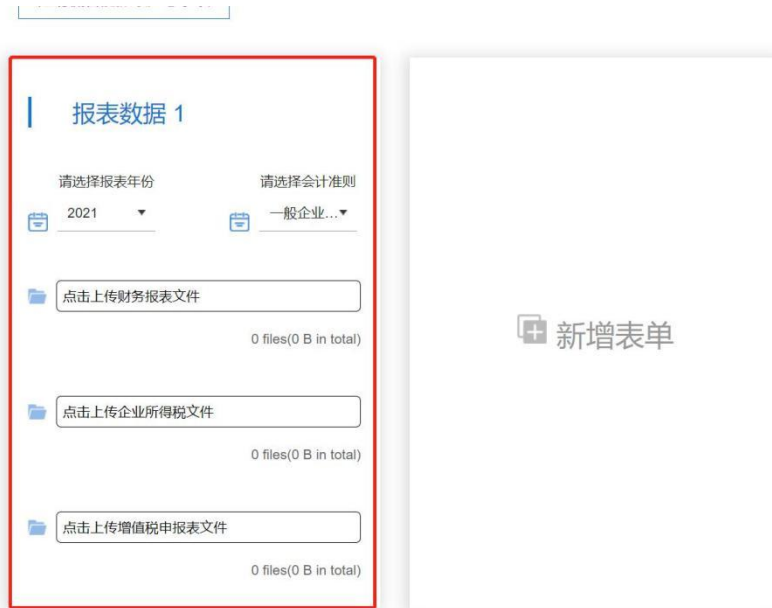 报表数据 1
请选择报表年份
请选择会计准则
2021
一般企业...
点击上传财务报表文件
0 files(0 B in total)
新增表单
点击上传企业所得税文件
0 files(0 B in total)
点击上传增值税申报表文件
0 files(0 B in total)